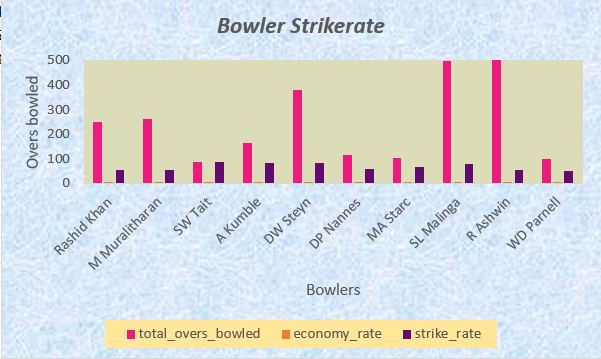 Bowler Strikerate
Overs bowled
500
400
300
200
100
0
Rashid Khan
M Muralitharan
SW Tait
A Kumble
DW Steyn
DP Nannes
MA Starc
SL Malinga
R Ashwin
WD Parnell
Bowlers
total_overs_bowled economy_rate strike_rate